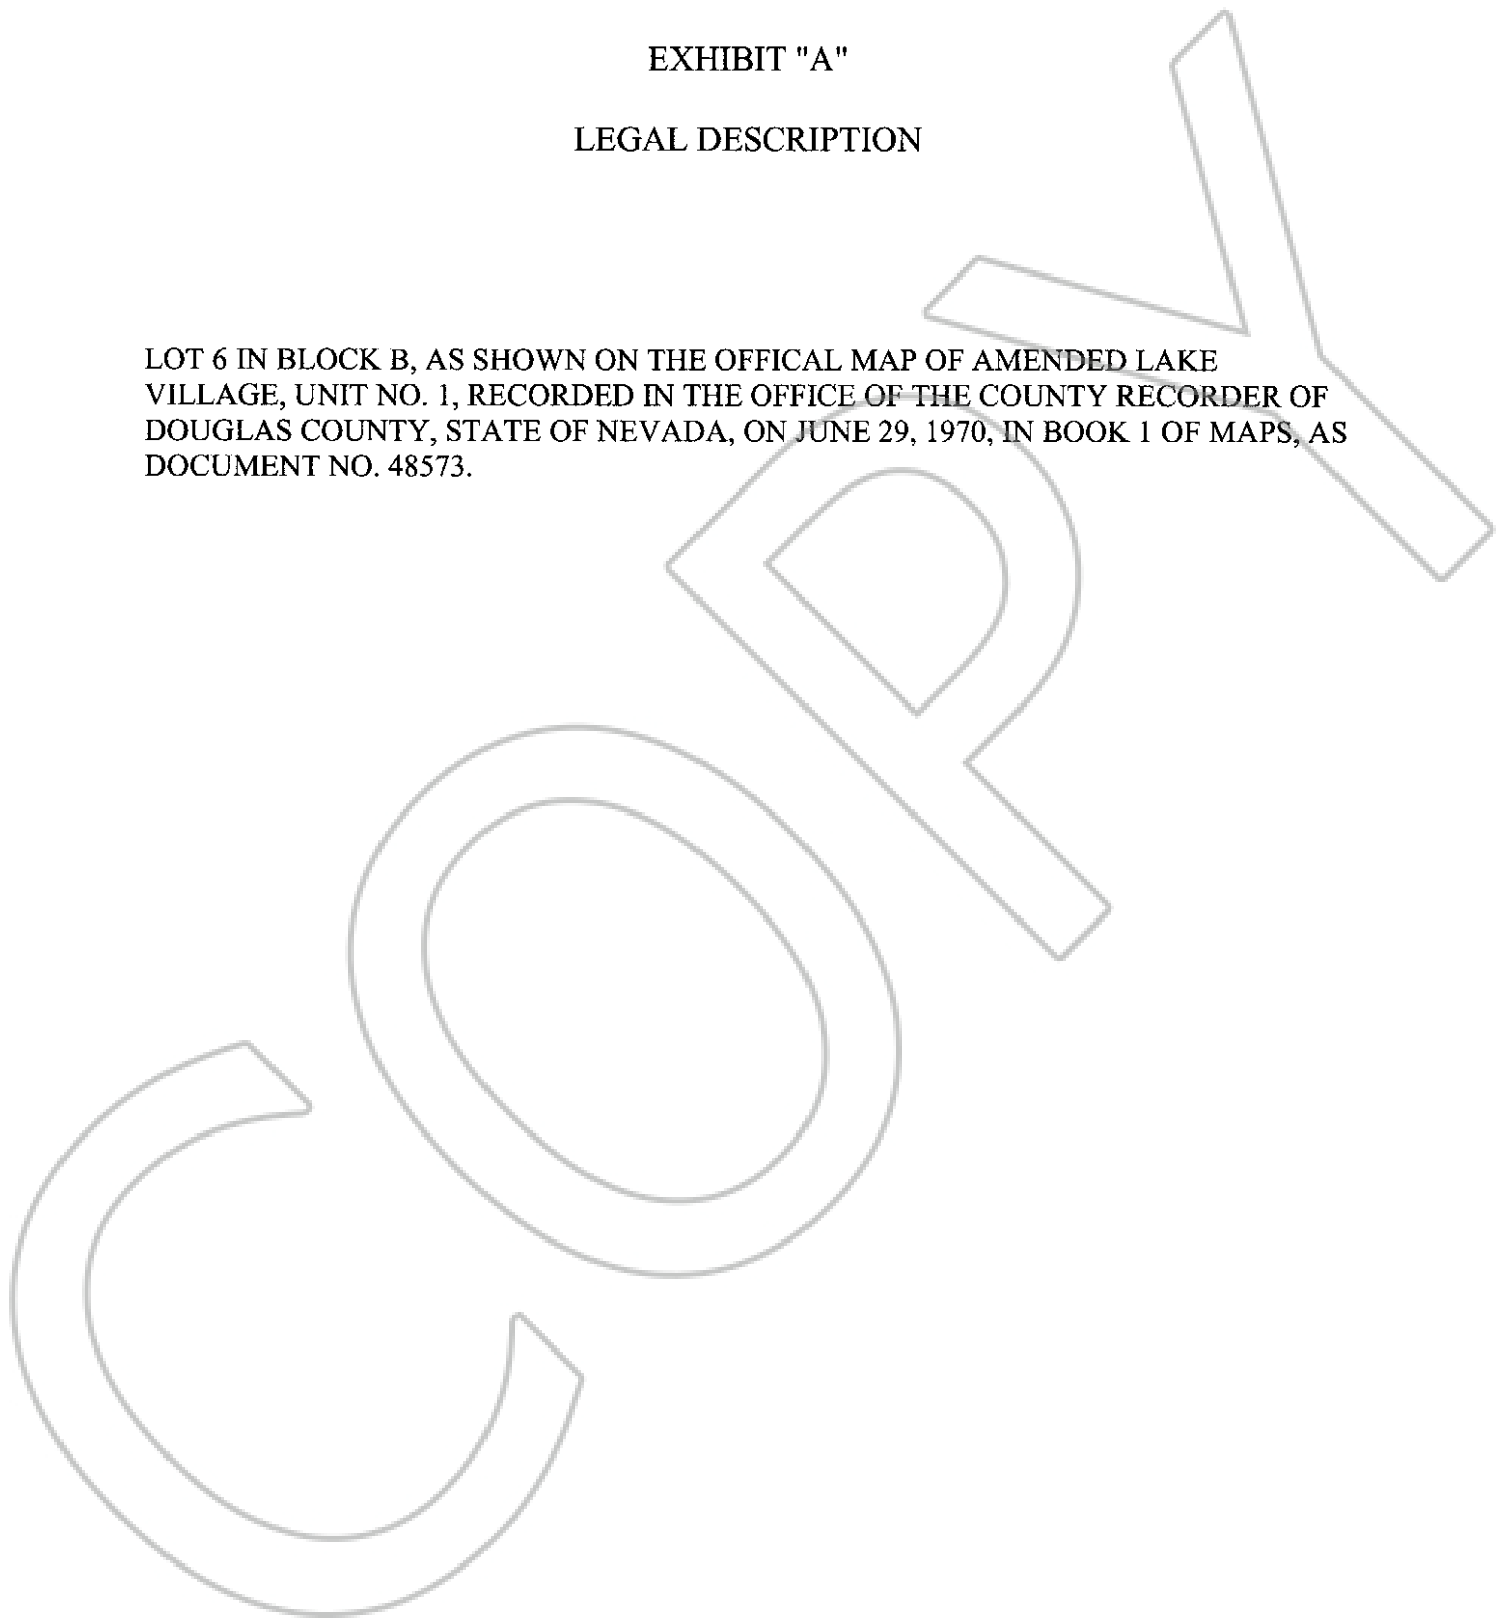 EXHIBIT "A"
LEGAL DESCRIPTION
LOT 6 IN BLOCK B, AS SHOWN ON THE OFFICAL MAP OF AMENDED LAKE
VILLAGE, UNIT NO. 1, RECORDED IN THE OFFICE OF THE COUNTY RECORDER OF
DOUGLAS COUNTY, STATE OF NEVADA, ON JUNE 29, 1970, IN BOOK 1 OF MAPS, AS
DOCUMENT NO. 48573.
COPY